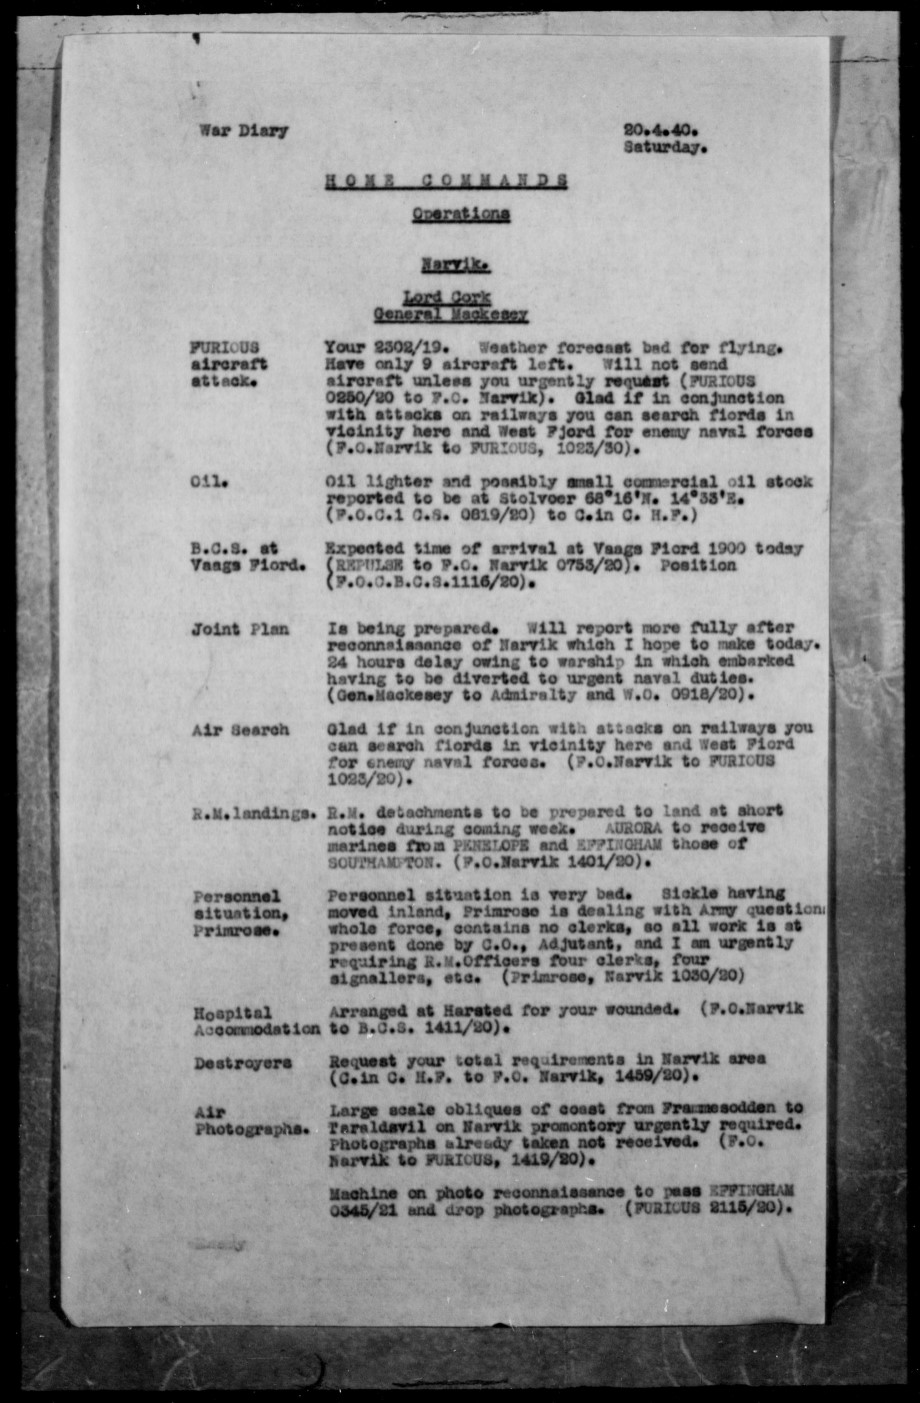 War Diary
20.4.40.
Saturday.
HOME COMMANDS
Operations
Narvik.
Lord Cork
General Mackesey
FURIOUS aircraft attack.
Your 2302/19. Weather forecast bad for flying.
Have only 9 aircraft left. Will not send
aircraft unless you urgently request (FURIOUS
0250/20 to F.O. Narvik). Glad if in conjunction
with attacks on railways you can search fiords in
vicinity here and West Fjord for enemy naval forces
(F.O.Narvik to FURIOUS, 1023/30).
Oil.
Oil lighter and possibly small commercial oil stock
reported to be at Stolvoer 68°16'N. 14°33'E.
(F.O.C.1 C.S. 0819/20) to C.in C. H.F.)
B.C.S. at
Vaags Fiord.
Expected time of arrival at Vaags Fiord 1900 today
(REPULSE to F.O. Narvik 0753/20). Position
(F.O.C.B.C.S.1116/20).
Joint Plan
Is being prepared. Will report more fully after
reconnaissance of Narvik which I hope to make today.
24 hours delay owing to warship in which embarked
having to be diverted to urgent naval duties.
(Gen.Mackesey to Admiralty and W.O. 0918/20).
Air Search
Glad if in conjunction with attacks on railways you
can search fiords in vicinity here and West Fiord
for enemy naval forces. (F.O.Narvik to FURIOUS
1023/20).
R.M.landings.
R.M. detachments to be prepared to land at short
notice during coming week. AURORA to receive
marines from PENELOPE and EFFINGHAM those of
SOUTHAMPTON. (F.O.Narvik 1401/20).
Personnel
situation,
Primrose.
Personnel situation is very bad. Sickle having
moved inland, Primrose is dealing with Army question
whole force, contains no clerks, so all work is at
present done by C.O., Adjutant, and I am urgently
requiring R.M.Officers four clerks, four
signallers, etc. (Primrose, Narvik 1030/20)
Hospital
Accommodation
Arranged at Harsted for your wounded. (F.O.Narvik
to B.C.S. 1411/20).
Destroyers
Request your total requirements in Narvik area
(C.in C. H.F. to F.O. Narvik, 1459/20).
Air
Photographs.
Large scale obliques of coast from Frammesodden to
Taraldsvil on Narvik promontory urgently required.
Photographs already taken not received. (F.O.
Narvik to FURIOUS, 1419/20).
Machine on photo reconnaissance to pass EFFINGHAM
0345/21 and drop photographs. (FURIOUS 2115/20).